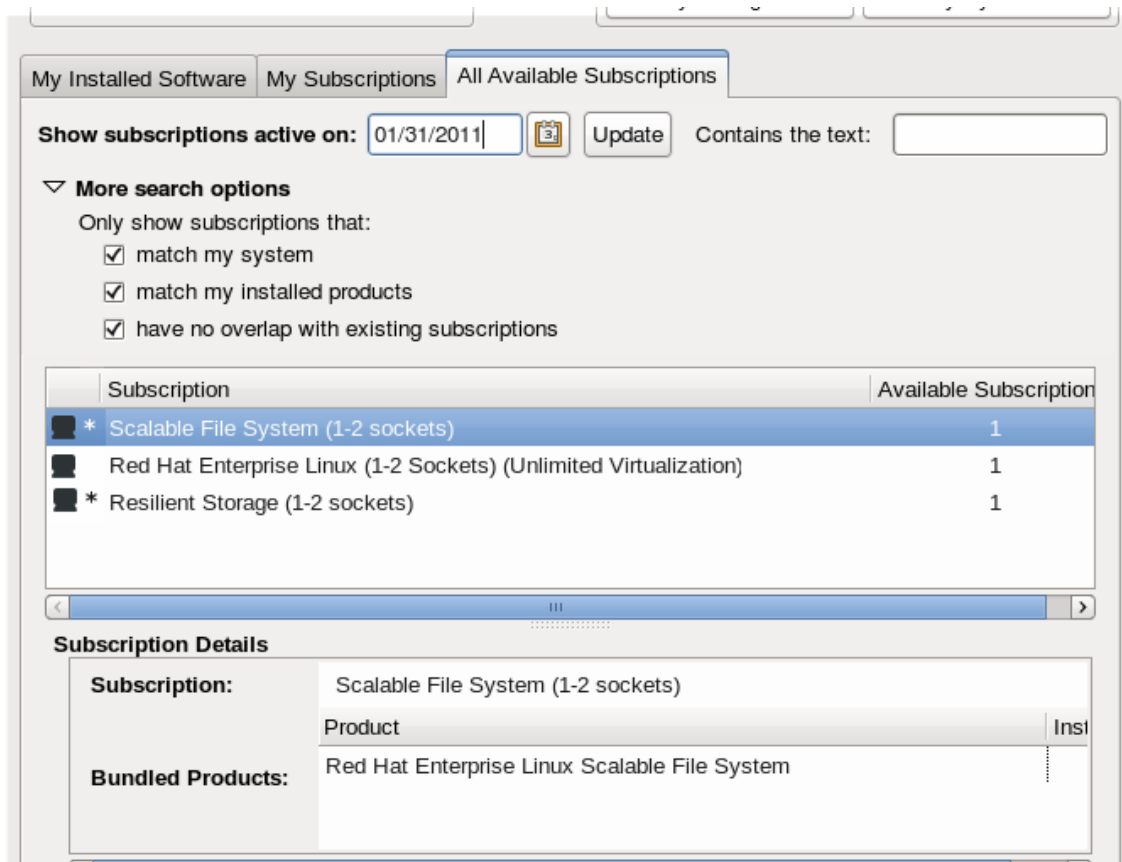 My Installed Software My Subscriptions All Available Subscriptions
Show subscriptions active on: 01/31/2011 3 Update Contains the text:
More search options
Only show subscriptions that:
match my system
match my installed products
have no overlap with existing subscriptions
Subscription Available Subscription
* Scalable File System (1-2 sockets) 1
Red Hat Enterprise Linux (1-2 Sockets) (Unlimited Virtualization) 1
* Resilient Storage (1-2 sockets) 1
Subscription Details
Subscription: Scalable File System (1-2 sockets)
Product Inst
Bundled Products: Red Hat Enterprise Linux Scalable File System